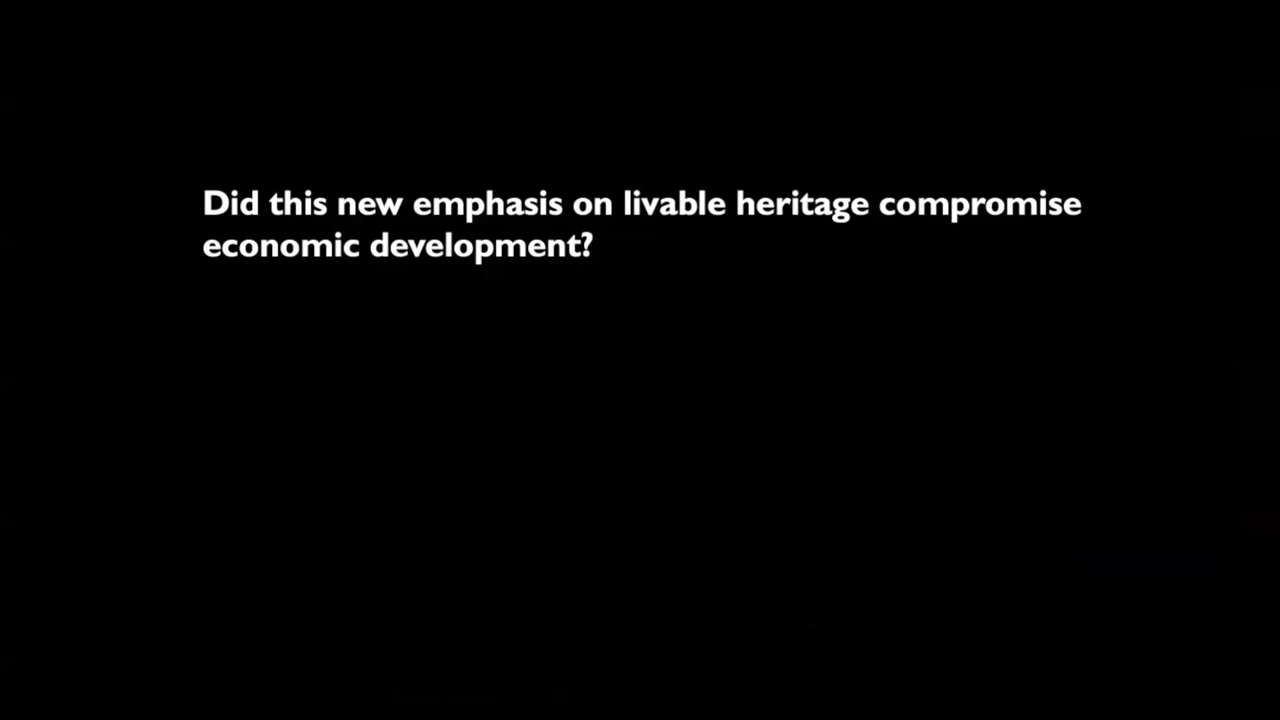 Did this new emphasis on livable heritage compromise
economic development?